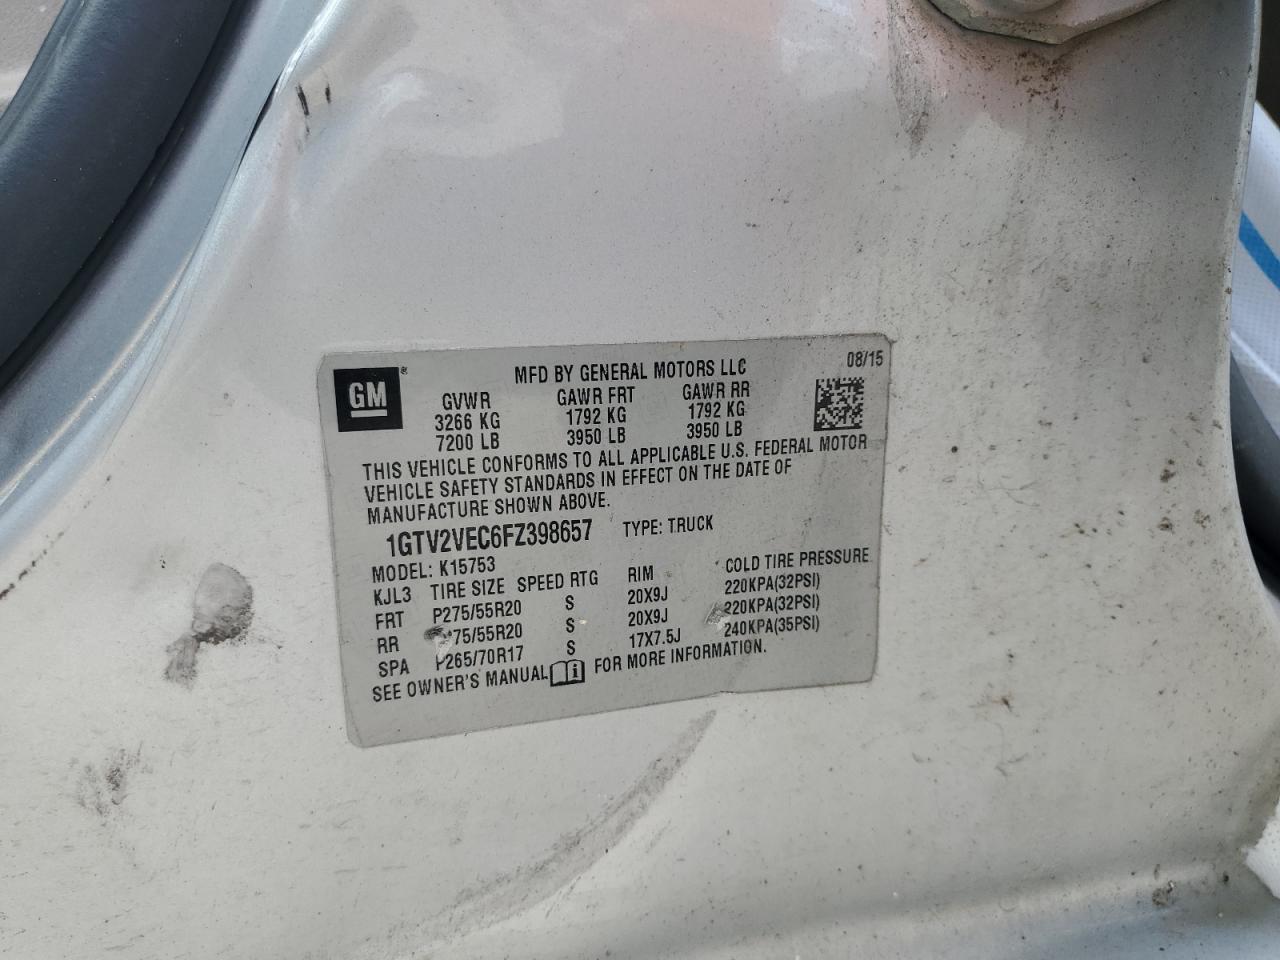 GM
®
MFD BY GENERAL MOTORS LLC 08/15
GVWR GAWR FRT GAWR RR
3266 KG 1792 KG 1792 KG
7200 LB 3950 LB 3950 LB
THIS VEHICLE CONFORMS TO ALL APPLICABLE U.S. FEDERAL MOTOR
VEHICLE SAFETY STANDARDS IN EFFECT ON THE DATE OF
MANUFACTURE SHOWN ABOVE.
1GTV2VEC6FZ398657 TYPE: TRUCK
MODEL: K15753
KJL3 TIRE SIZE SPEED RTG RIM COLD TIRE PRESSURE
FRT P275/55R20 S 20X9J 220KPA(32PSI)
RR 75/55R20 S 20X9J 220KPA(32PSI)
SPA P265/70R17 S 17X7.5J 240KPA(35PSI)
SEE OWNER'S MANUAL i FOR MORE INFORMATION.